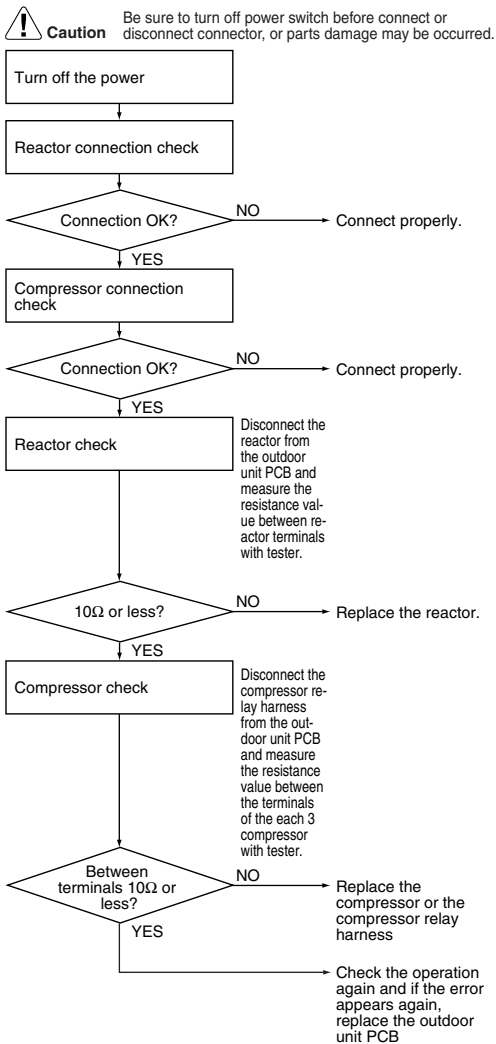 Be sure to turn off power switch before connect or
Caution disconnect connector, or parts damage may be occurred.
Turn off the power
Reactor connection check
Connection OK?
NO
Connect properly.
YES
Compressor connection
check
Connection OK?
NO
Connect properly.
YES
Reactor check
Disconnect the
reactor from
the outdoor
unit PCB and
measure the
resistance val-
ue between re-
actor terminals
with tester.
10Ω or less?
NO
Replace the reactor.
YES
Compressor check
Disconnect the
compressor re-
lay harness
from the out-
door unit PCB
and measure
the resistance
value between
the terminals
of the each 3
compressor
with tester.
Between
terminals 10Ω or
less?
NO
Replace the
compressor or the
compressor relay
harness
YES
Check the operation
again and if the error
appears again,
replace the outdoor
unit PCB